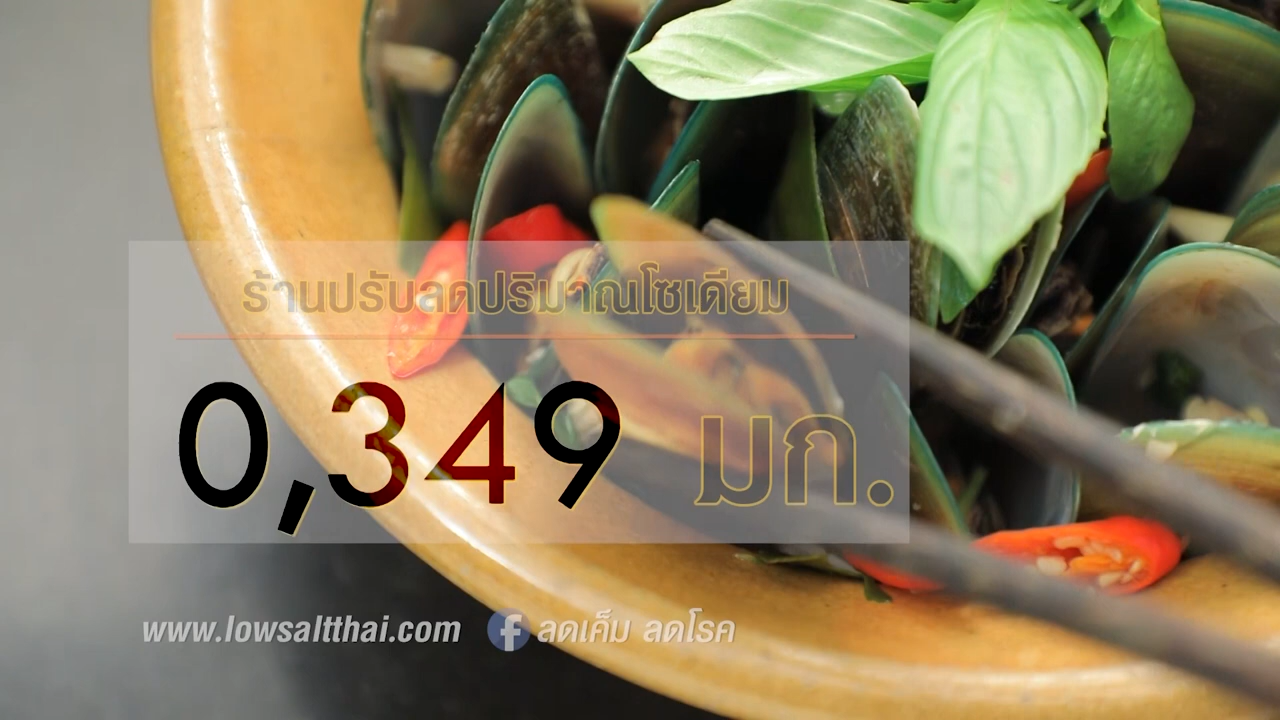 ร้านปรับลดปริมาณโซเดียม
0,349 มก.
www.lowsaltthai.com f ลดเค็ม ลดโรค